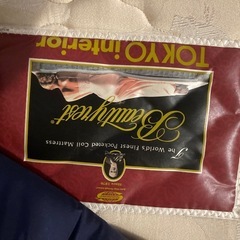 TOKYO interior
Beautyrest®
The World's Finest Pocketed Coil Mattress